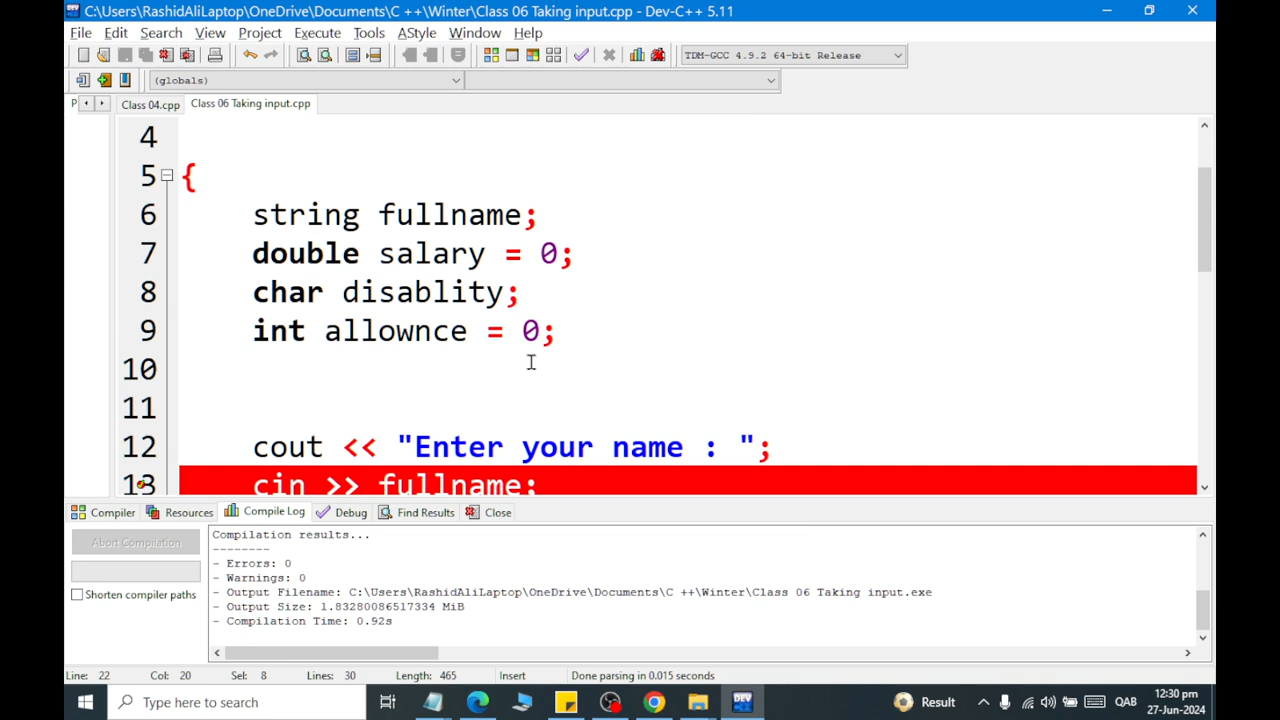 C:\Users\RashidAliLaptop\OneDrive\Documents\C ++\Winter\Class 06 Taking input.cpp - Dev-C++ 5.11
File Edit Search View Project Execute Tools AStyle Window Help
TDM-GCC 4.9.2 64-bit Release
(globals)
P Class 04.cpp Class 06 Taking input.cpp
4
5 {
6 string fullname;
7 double salary = 0;
8 char disablity;
9 int allownce = 0;
10
11
12 cout << "Enter your name : ";
13 cin >> fullname;
Compiler Resources Compile Log Debug Find Results Close
Abort Compilation
Shorten compiler paths
Compilation results...
--------
- Errors: 0
- Warnings: 0
- Output Filename: C:\Users\RashidAliLaptop\OneDrive\Documents\C ++\Winter\Class 06 Taking input.exe
- Output Size: 1.83280086517334 MiB
- Compilation Time: 0.92s
Line: 22 Col: 20 Sel: 8 Lines: 30 Length: 465 Insert Done parsing in 0.015 seconds
Type here to search
DEV
Result
QAB
12:30 pm
27-Jun-2024